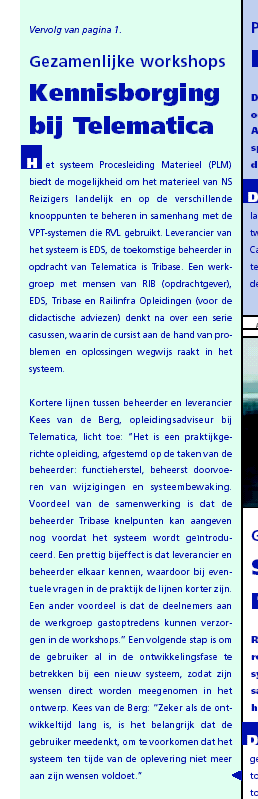 Vervolg van pagina 1.
Gezamenlijke workshops
Kennisborging
bij Telematica
Het systeem Procesleiding Materieel (PLM)
biedt de mogelijkheid om het materieel van NS
Reizigers landelijk en op de verschillende
knooppunten te beheren in samenhang met de
VPT-systemen die RVL gebruikt. Leverancier van
het systeem is EDS, de toekomstige beheerder in
opdracht van Telematica is Tribase. Een werk-
groep met mensen van RIB (opdrachtgever),
EDS, Tribase en Railinfra Opleidingen (voor de
didactische adviezen) denkt na over een serie
casussen, waarin de cursist aan de hand van pro-
blemen en oplossingen wegwijs raakt in het
systeem.
Kortere lijnen tussen beheerder en leverancier
Kees van de Berg, opleidingsadviseur bij
Telematica, licht toe: "Het is een praktijkge-
richte opleiding, afgestemd op de taken van de
beheerder: functieherstel, beheerst doorvoe-
ren van wijzigingen en systeembewaking.
Voordeel van de samenwerking is dat de
beheerder Tribase knelpunten kan aangeven
nog voordat het systeem wordt geïntrodu-
ceerd. Een prettig bijeffect is dat leverancier en
beheerder elkaar kennen, waardoor bij even-
tuele vragen in de praktijk de lijnen korter zijn.
Een ander voordeel is dat de deelnemers aan
de werkgroep gastoptredens kunnen verzor-
gen in de workshops." Een volgende stap is om
de gebruiker al in de ontwikkelingsfase te
betrekken bij een nieuw systeem, zodat zijn
wensen direct worden meegenomen in het
ontwerp. Kees van de Berg: "Zeker als de ont-
wikkeltijd lang is, is het belangrijk dat de
gebruiker meedenkt, om te voorkomen dat het
systeem ten tijde van de oplevering niet meer
aan zijn wensen voldoet."